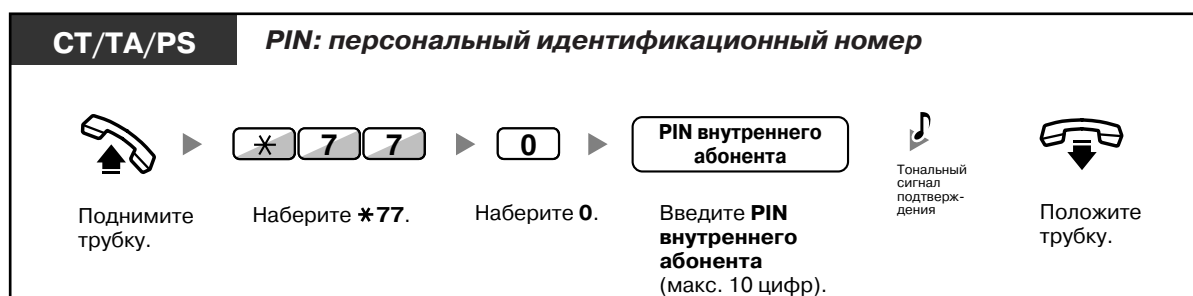 CT/TA/PS
PIN: персональный идентификационный номер
✳ 7 7
0
PIN внутреннего
абонента
Тональный
сигнал
подтверж-
дения
Поднимите
трубку.
Наберите ✳77.
Наберите 0.
Введите PIN
внутреннего
абонента
(макс. 10 цифр).
Положите
трубку.